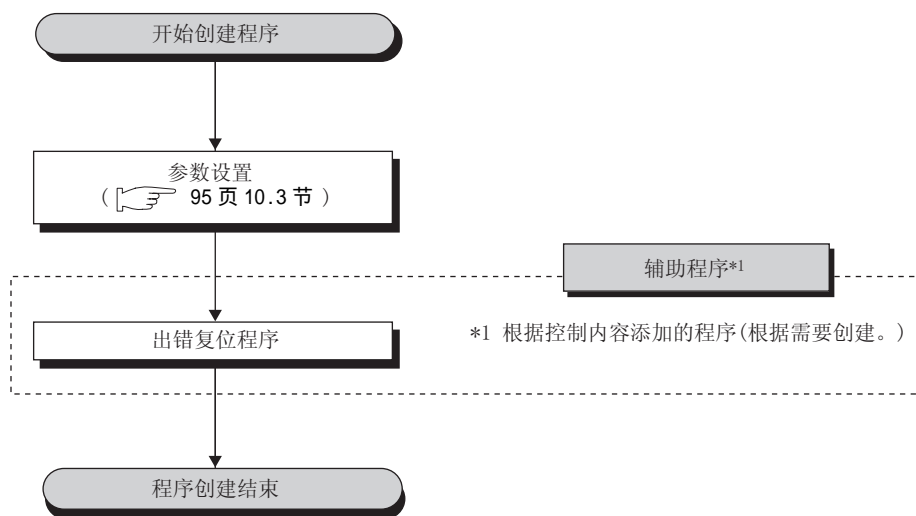 开始创建程序
参数设置
( 95 页 10.3 节 )
辅助程序*1
出错复位程序
*1 根据控制内容添加的程序(根据需要创建。)
程序创建结束